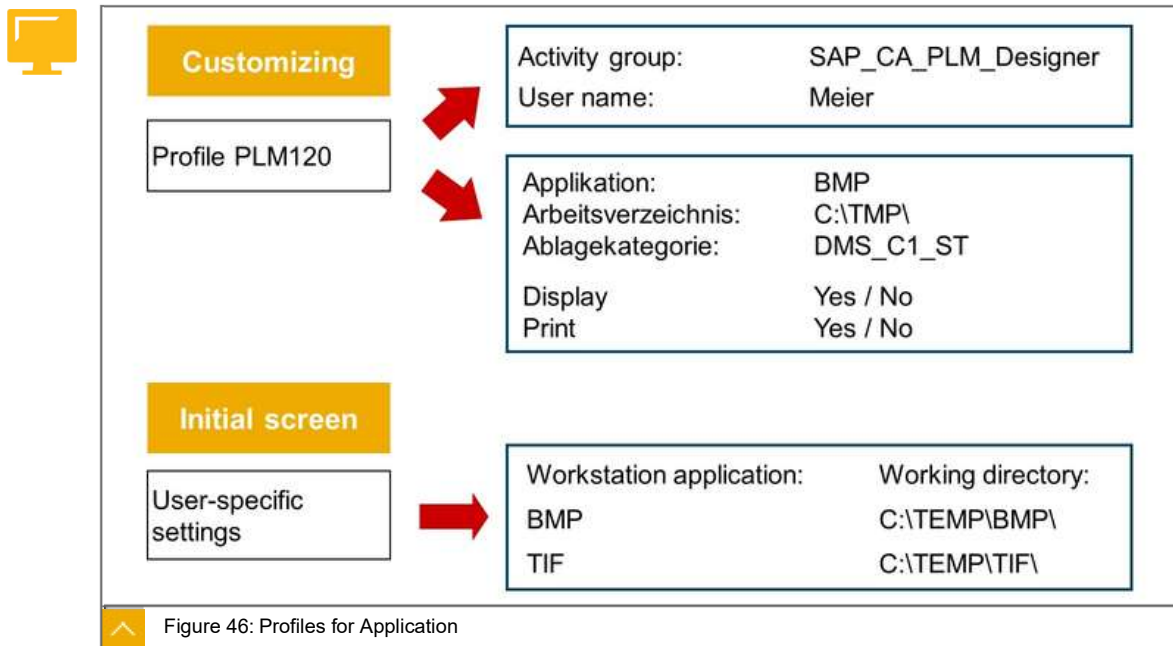 Customizing
Profile PLM120
Activity group: SAP_CA_PLM_Designer
User name: Meier
Applikation: BMP
Arbeitsverzeichnis: C:\TMP\
Ablagekategorie: DMS_C1_ST
Display Yes / No
Print Yes / No
Initial screen
User-specific
settings
Workstation application: Working directory:
BMP C:\TEMP\BMP\
TIF C:\TEMP\TIF\
Figure 46: Profiles for Application